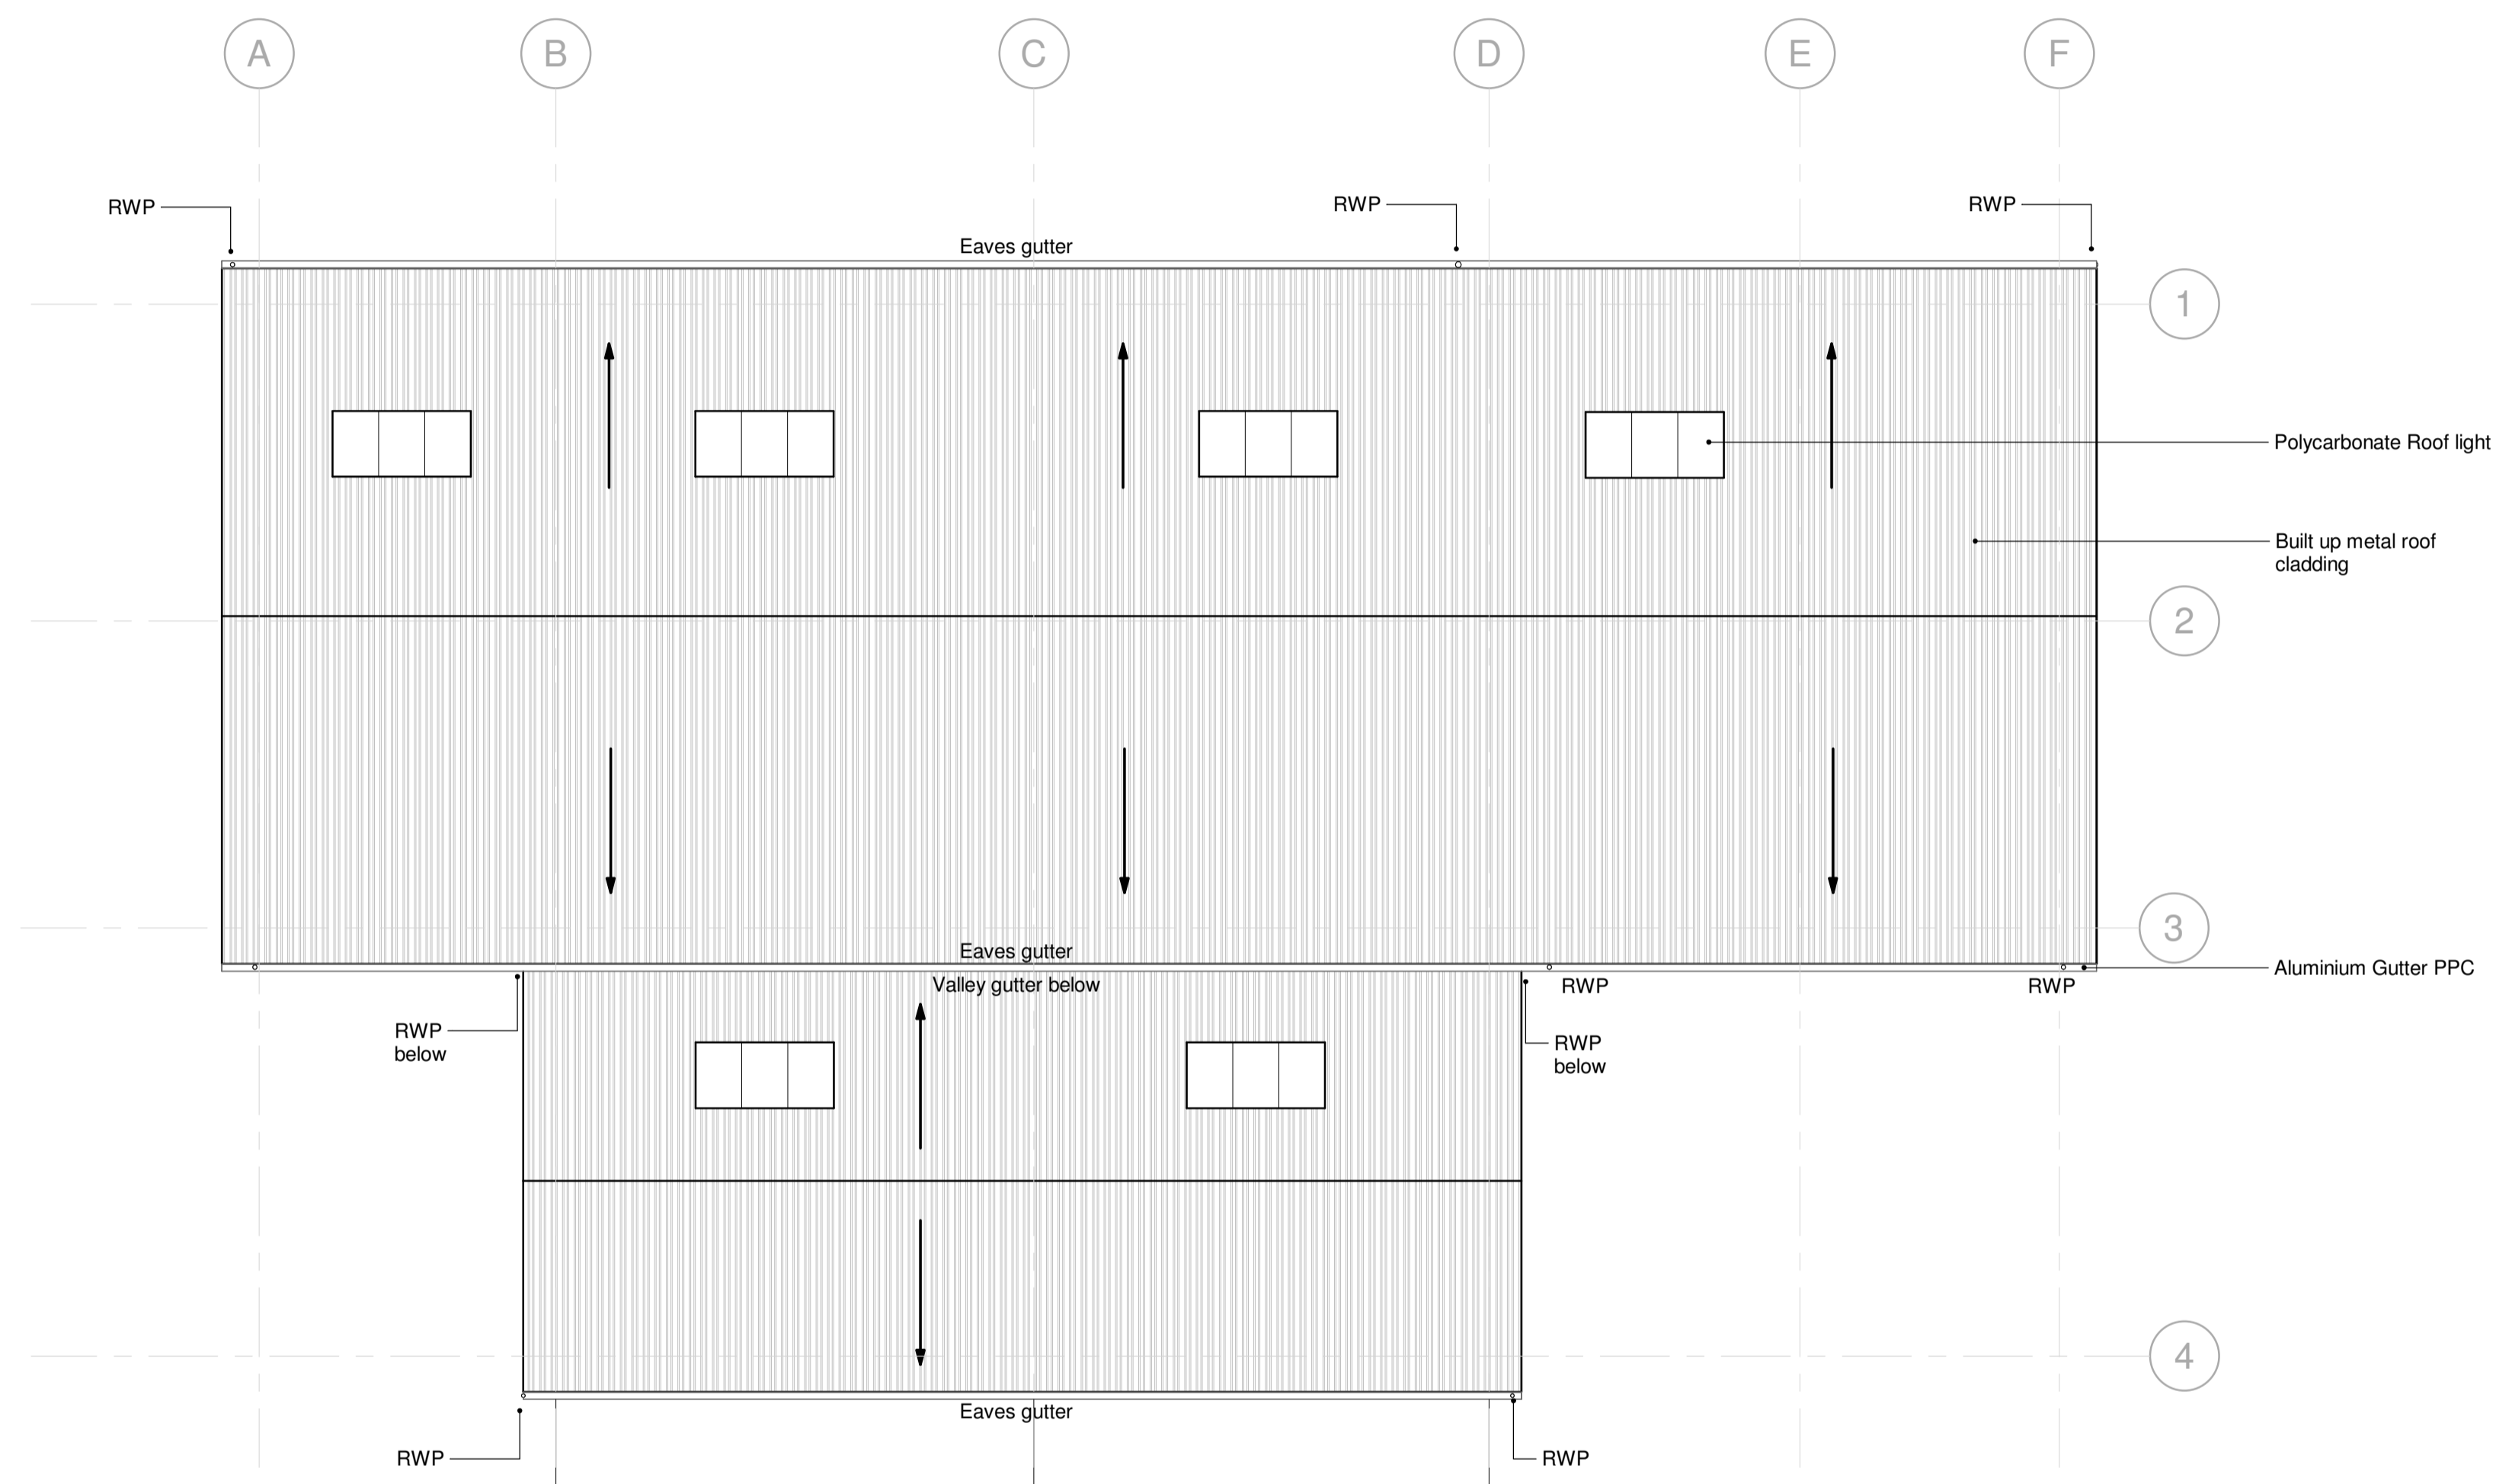 A
B
C
D
E
F
RWP
RWP
RWP
Eaves gutter
1
Polycarbonate Roof light
Built up metal roof
cladding
2
3
Eaves gutter
Aluminium Gutter PPC
Valley gutter below
RWP
RWP
RWP
below
RWP
below
4
Eaves gutter
RWP
RWP